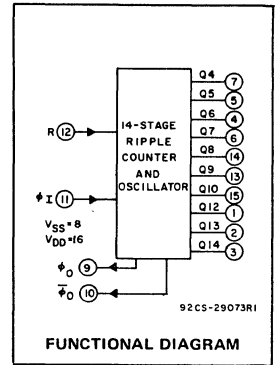 Q4 7
Q5 5
Q6 4
Q7 6
Q8 14
Q9 13
Q10 15
Q12 1
Q13 2
Q14 3
R 12
14-STAGE
RIPPLE
COUNTER
AND
OSCILLATOR
ϕI 11
VSS=8
VDD=16
ϕO 9
ϕ̅O 10
92CS-29073R1
FUNCTIONAL DIAGRAM